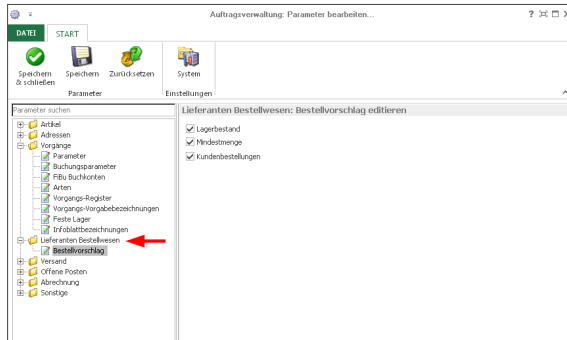 Auftragsverwaltung: Parameter bearbeiten...
DATEI START
Speichern & schließen
Speichern
Zurücksetzen
System
Parameter
Einstellungen
Parameter suchen
Artikel
Adressen
Vorgänge
Parameter
Buchungsparameter
FiBu Buchkonten
Arten
Vorgangs-Register
Vorgangs-Vorgabebezeichnungen
Feste Lager
Infoblattbezeichnungen
Lieferanten Bestellwesen
Bestellvorschlag
Versand
Offene Posten
Abrechnung
Sonstige
Lieferanten Bestellwesen: Bestellvorschlag editieren
Lagerbestand
Mindestmenge
Kundenbestellungen